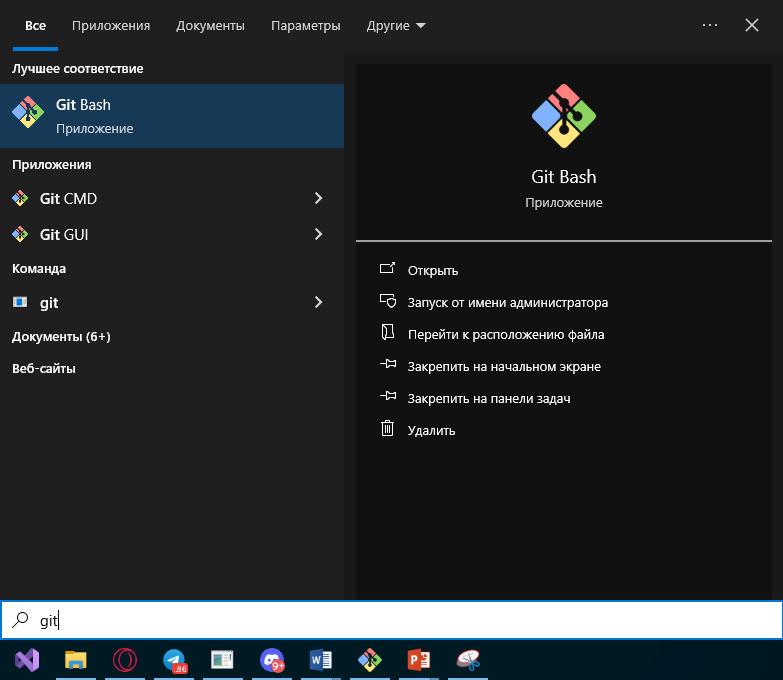 Все Приложения Документы Параметры Другие
Лучшее соответствие
Git Bash
Приложение
Приложения
Git CMD
Git GUI
Команда
git
Документы (6+)
Веб-сайты
Git Bash
Приложение
Открыть
Запуск от имени администратора
Перейти к расположению файла
Закрепить на начальном экране
Закрепить на панели задач
Удалить
git
.86
9+
W
P